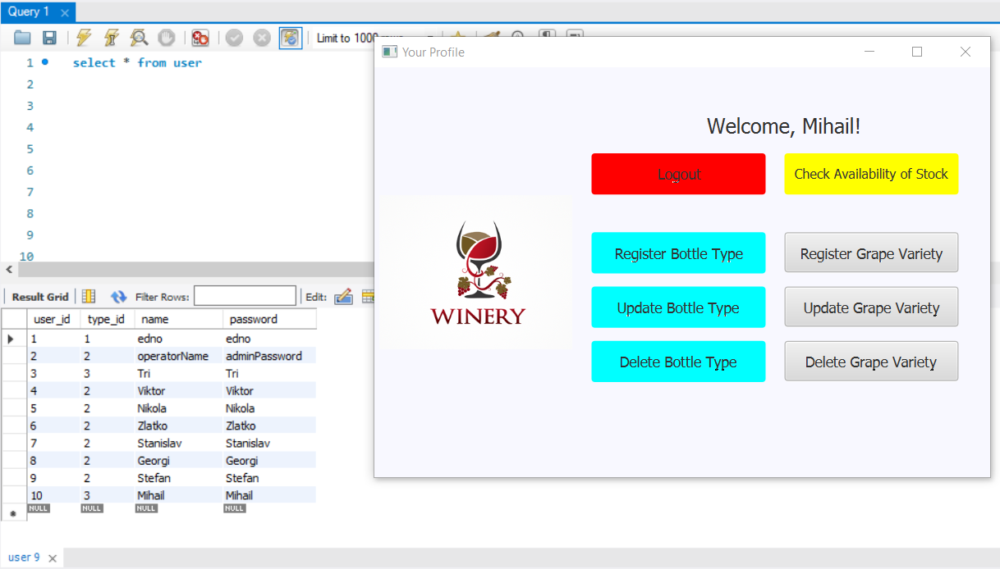 Query 1
Limit to 1000 rows
1 select * from user
2
3
4
5
6
7
8
9
10
Result Grid Filter Rows: Edit:
user_id type_id name password
1 1 edno edno
2 2 operatorName adminPassword
3 3 Tri Tri
4 2 Viktor Viktor
5 2 Nikola Nikola
6 2 Zlatko Zlatko
7 2 Stanislav Stanislav
8 2 Georgi Georgi
9 2 Stefan Stefan
10 3 Mihail Mihail
NULL NULL NULL NULL
user 9
Your Profile
Welcome, Mihail!
Logout Check Availability of Stock
Register Bottle Type Register Grape Variety
Update Bottle Type Update Grape Variety
Delete Bottle Type Delete Grape Variety
WINERY